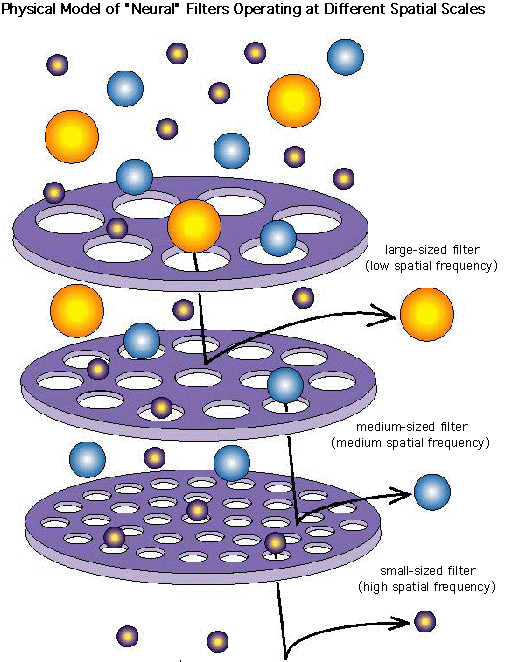 Physical Model of "Neural" Filters Operating at Different Spatial Scales
large-sized filter
(low spatial frequency)
medium-sized filter
(medium spatial frequency)
small-sized filter
(high spatial frequency)